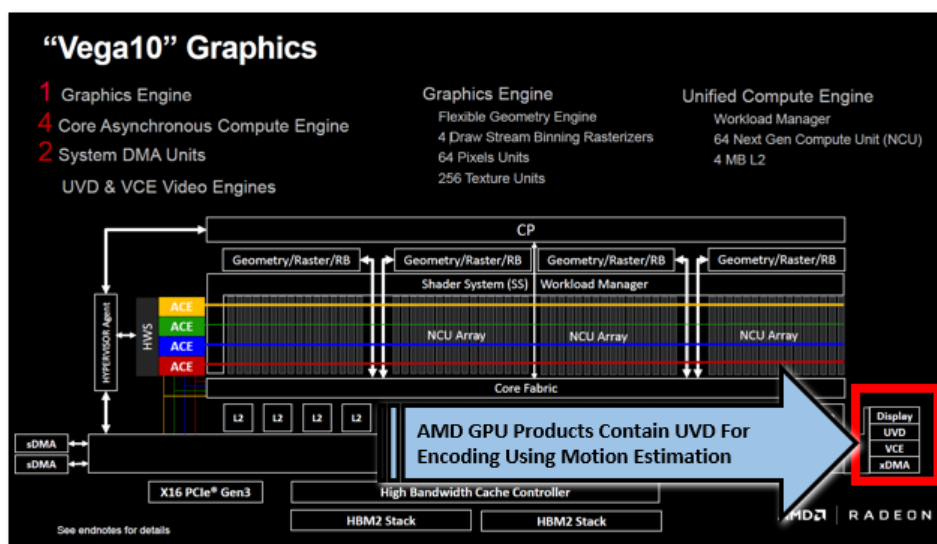 “Vega10” Graphics
1 Graphics Engine
4 Core Asynchronous Compute Engine
2 System DMA Units
UVD & VCE Video Engines
Graphics Engine
Flexible Geometry Engine
4 Draw Stream Binning Rasterizers
64 Pixels Units
256 Texture Units
Unified Compute Engine
Workload Manager
64 Next Gen Compute Unit (NCU)
4 MB L2
CP
Geometry/Raster/RB Geometry/Raster/RB Geometry/Raster/RB Geometry/Raster/RB
Shader System (SS) Workload Manager
HYPERVISOR Agent
HWS
ACE
ACE
ACE
ACE
NCU Array NCU Array NCU Array
Core Fabric
L2 L2 L2 L2
AMD GPU Products Contain UVD For
Encoding Using Motion Estimation
Display
UVD
VCE
xDMA
sDMA
sDMA
X16 PCIe® Gen3
High Bandwidth Cache Controller
HBM2 Stack HBM2 Stack
See endnotes for details
AMD RADEON